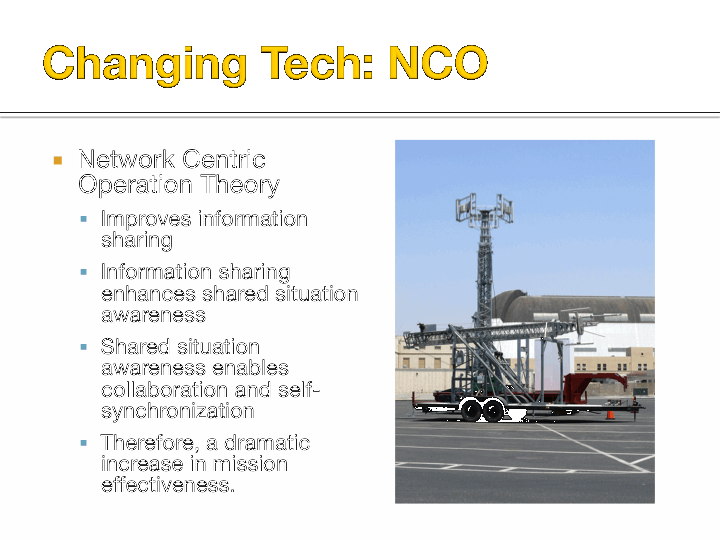 Changing Tech: NCO
Network Centric
Operation Theory
Improves information
sharing
Information sharing
enhances shared situation
awareness
Shared situation
awareness enables
collaboration and self-
synchronization
Therefore, a dramatic
increase in mission
effectiveness.